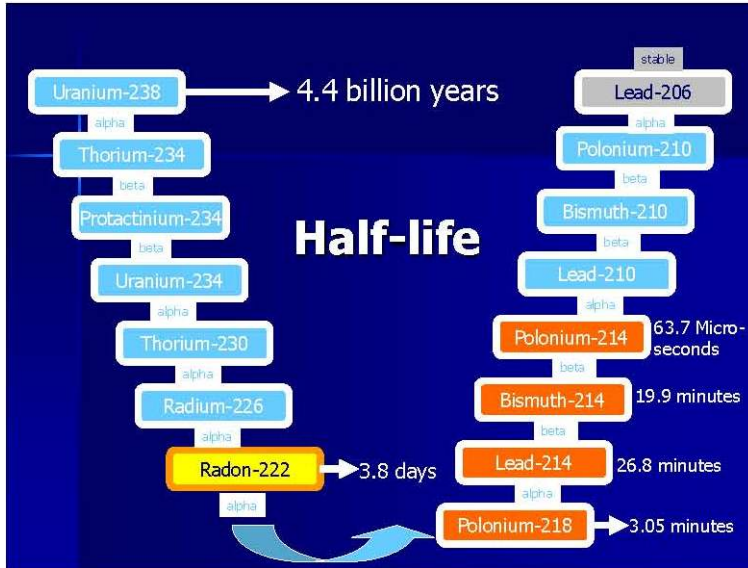 Uranium-238
4.4 billion years
alpha
Thorium-234
beta
Protactinium-234
beta
Uranium-234
alpha
Thorium-230
alpha
Radium-226
alpha
Radon-222
3.8 days
alpha
Half-life
stable
Lead-206
alpha
Polonium-210
beta
Bismuth-210
beta
Lead-210
alpha
Polonium-214
63.7 Micro-
seconds
beta
Bismuth-214
19.9 minutes
beta
Lead-214
26.8 minutes
alpha
Polonium-218
3.05 minutes